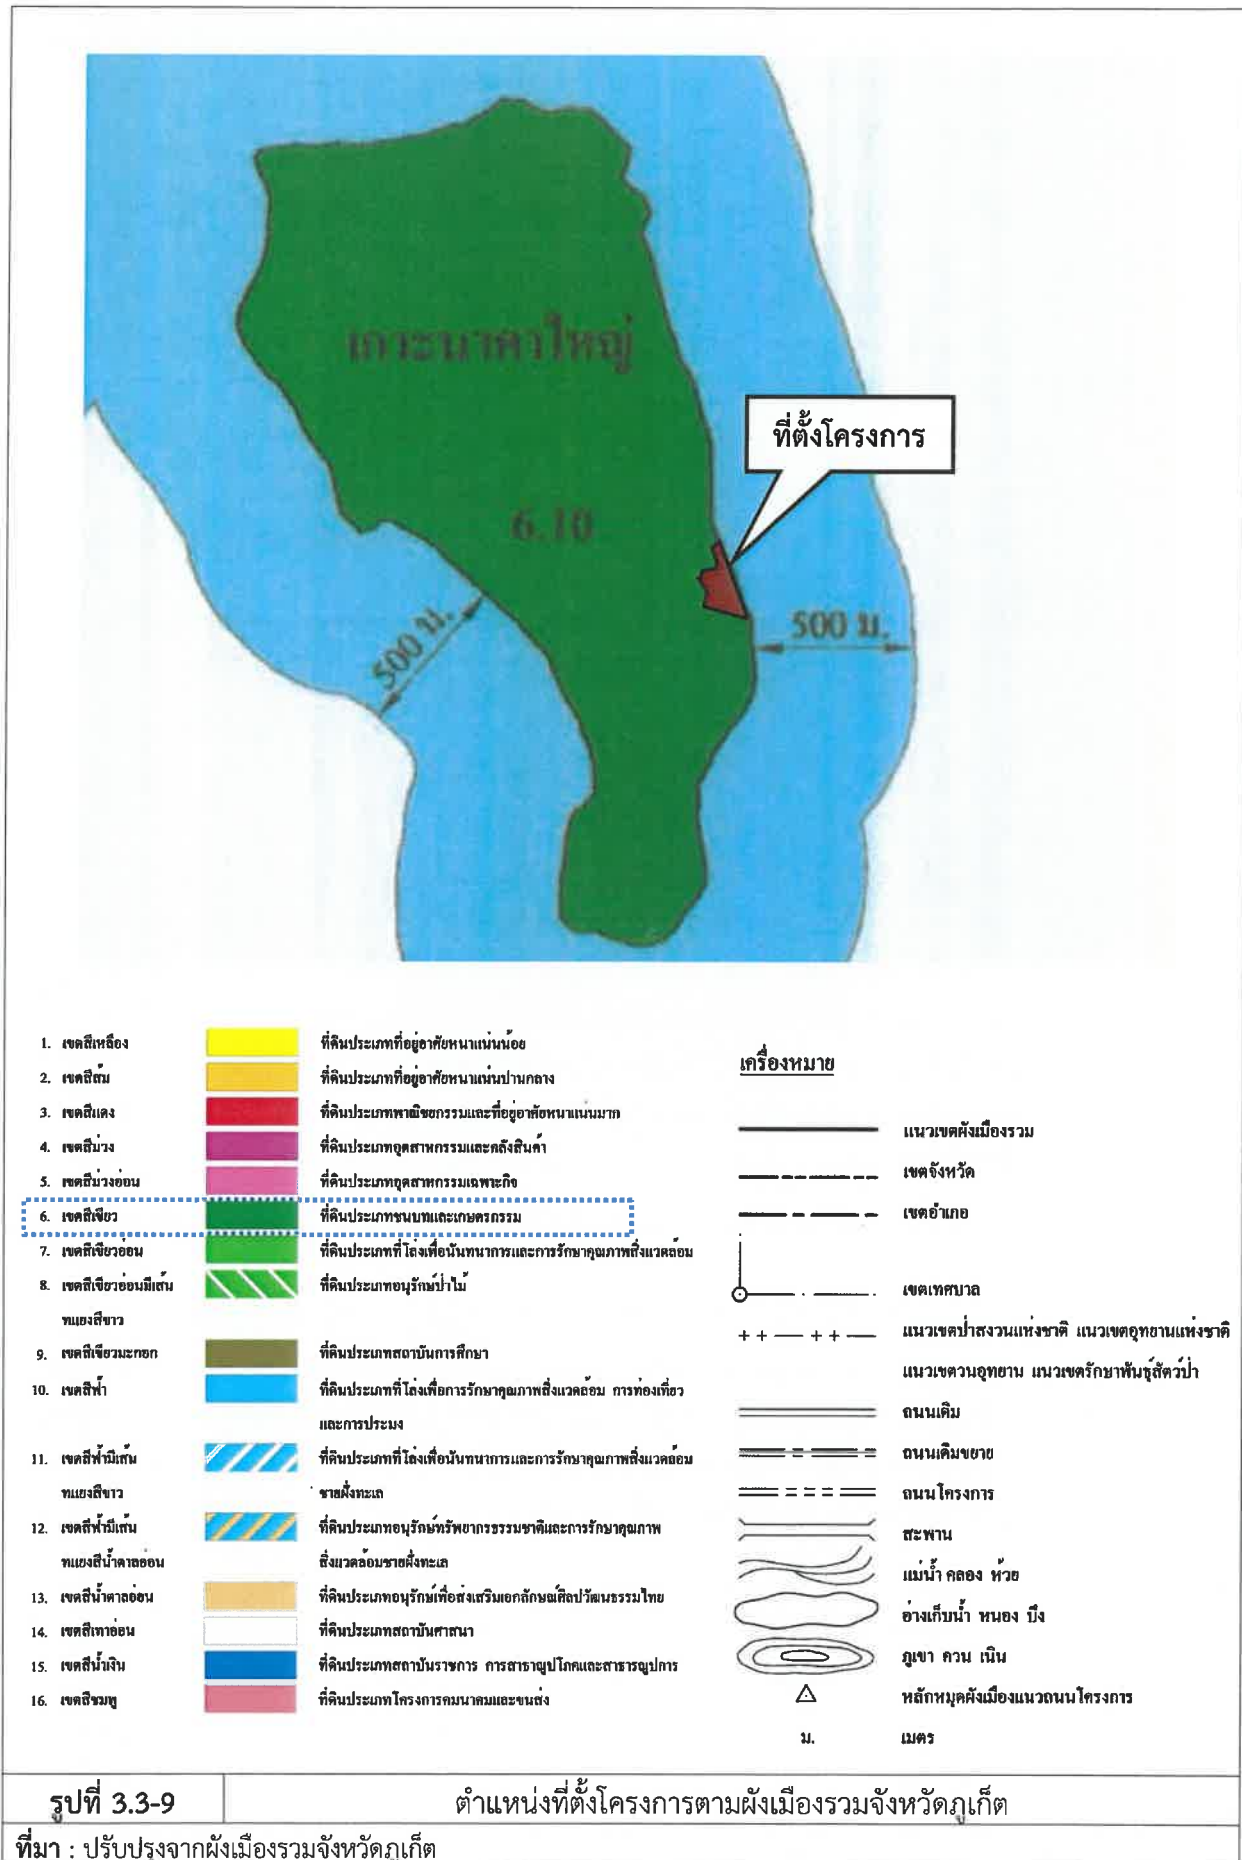 เกาะนาคาใหญ่
ที่ตั้งโครงการ
6.10
500 ม.
500 ม.
1. เขตสีเหลือง ที่ดินประเภทที่อยู่อาศัยหนาแน่นน้อย
2. เขตสีส้ม ที่ดินประเภทที่อยู่อาศัยหนาแน่นปานกลาง
3. เขตสีแดง ที่ดินประเภทพาณิชยกรรมและที่อยู่อาศัยหนาแน่นมาก
4. เขตสีม่วง ที่ดินประเภทอุตสาหกรรมและคลังสินค้า
5. เขตสีม่วงอ่อน ที่ดินประเภทอุตสาหกรรมเฉพาะกิจ
6. เขตสีเขียว ที่ดินประเภทชนบทและเกษตรกรรม
7. เขตสีเขียวอ่อน ที่ดินประเภทที่โล่งเพื่อนันทนาการและการรักษาคุณภาพสิ่งแวดล้อม
8. เขตสีเขียวอ่อนมีเส้น ที่ดินประเภทอนุรักษ์ป่าไม้
ทแยงสีขาว
9. เขตสีเขียวมะกอก ที่ดินประเภทสถาบันการศึกษา
10. เขตสีฟ้า ที่ดินประเภทที่โล่งเพื่อการรักษาคุณภาพสิ่งแวดล้อม การท่องเที่ยว
และการประมง
11. เขตสีฟ้ามีเส้น ที่ดินประเภทที่โล่งเพื่อนันทนาการและการรักษาคุณภาพสิ่งแวดล้อม
ทแยงสีขาว ชายฝั่งทะเล
12. เขตสีฟ้ามีเส้น ที่ดินประเภทอนุรักษ์ทรัพยากรธรรมชาติและการรักษาคุณภาพ
ทแยงสีน้ำตาลอ่อน สิ่งแวดล้อมชายฝั่งทะเล
13. เขตสีน้ำตาลอ่อน ที่ดินประเภทอนุรักษ์เพื่อส่งเสริมเอกลักษณ์ศิลปวัฒนธรรมไทย
14. เขตสีเทาอ่อน ที่ดินประเภทสถาบันศาสนา
15. เขตสีน้ำเงิน ที่ดินประเภทสถาบันราชการ การสาธารณูปโภคและสาธารณูปการ
16. เขตสีชมพู ที่ดินประเภทโครงการคมนาคมและขนส่ง
เครื่องหมาย
แนวเขตผังเมืองรวม
เขตจังหวัด
เขตอำเภอ
เขตเทศบาล
แนวเขตป่าสงวนแห่งชาติ แนวเขตอุทยานแห่งชาติ
แนวเขตวนอุทยาน แนวเขตรักษาพันธุ์สัตว์ป่า
ถนนเดิม
ถนนเดิมขยาย
ถนนโครงการ
สะพาน
แม่น้ำ คลอง ห้วย
อ่างเก็บน้ำ หนอง บึง
ภูเขา ควน เนิน
หลักหมุดผังเมืองแนวถนนโครงการ
ม. เมตร
รูปที่ 3.3-9 ตำแหน่งที่ตั้งโครงการตามผังเมืองรวมจังหวัดภูเก็ต
ที่มา : ปรับปรุงจากผังเมืองรวมจังหวัดภูเก็ต